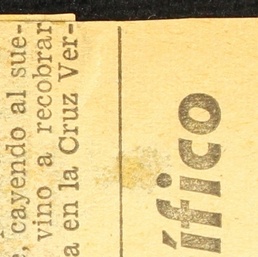 cayendo al sue-
vino a recobrar
a en la Cruz Ver-
ífico